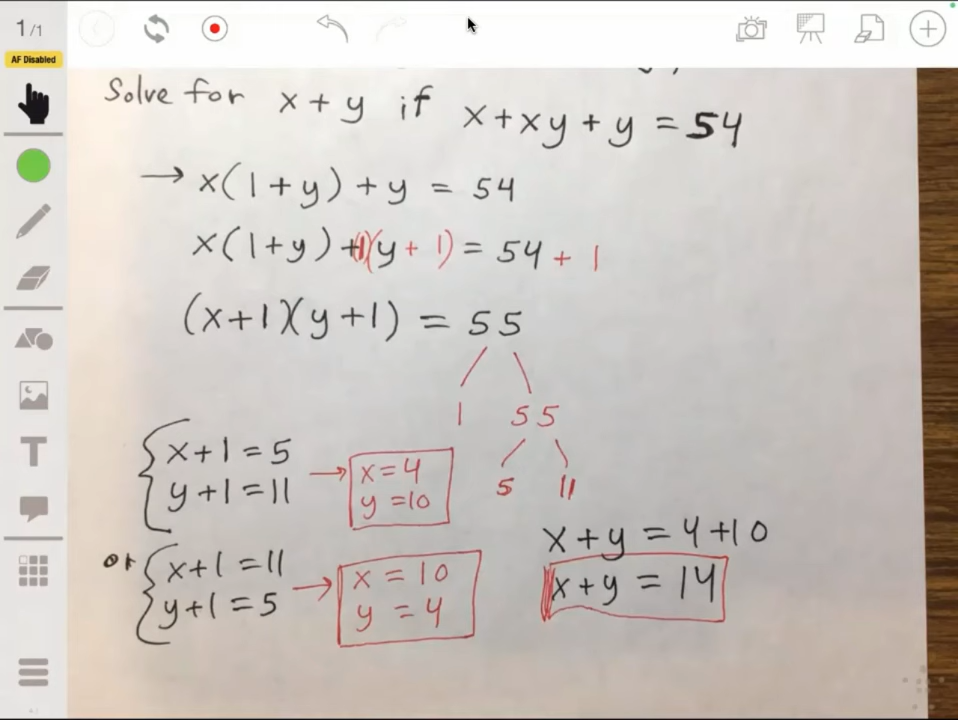 1/1
AF Disabled
Solve for x + y if x + xy + y = 54
→ x(1+y) + y = 54
x(1+y) + 1(y + 1) = 54 + 1
(x+1)(y+1) = 55
1 55
5 11
{ x+1 = 5
y+1 = 11
→ x = 4
y = 10
or { x+1 = 11
y+1 = 5
→ x = 10
y = 4
x + y = 4 + 10
x + y = 14
T